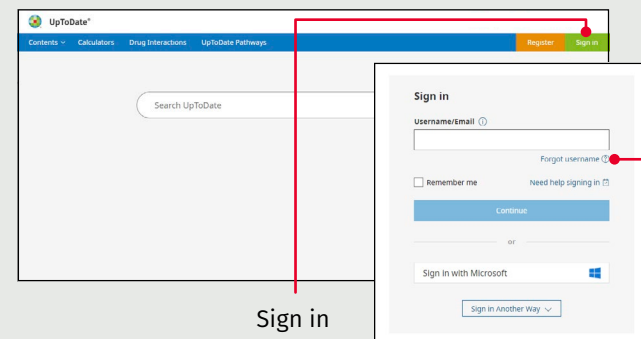 UpToDate®
Contents Calculators Drug Interactions UpToDate Pathways Register Sign in
Search UpToDate
Sign in
Username/Email
Forgot username
Remember me Need help signing in
Continue
or
Sign in with Microsoft
Sign in Another Way
Sign in